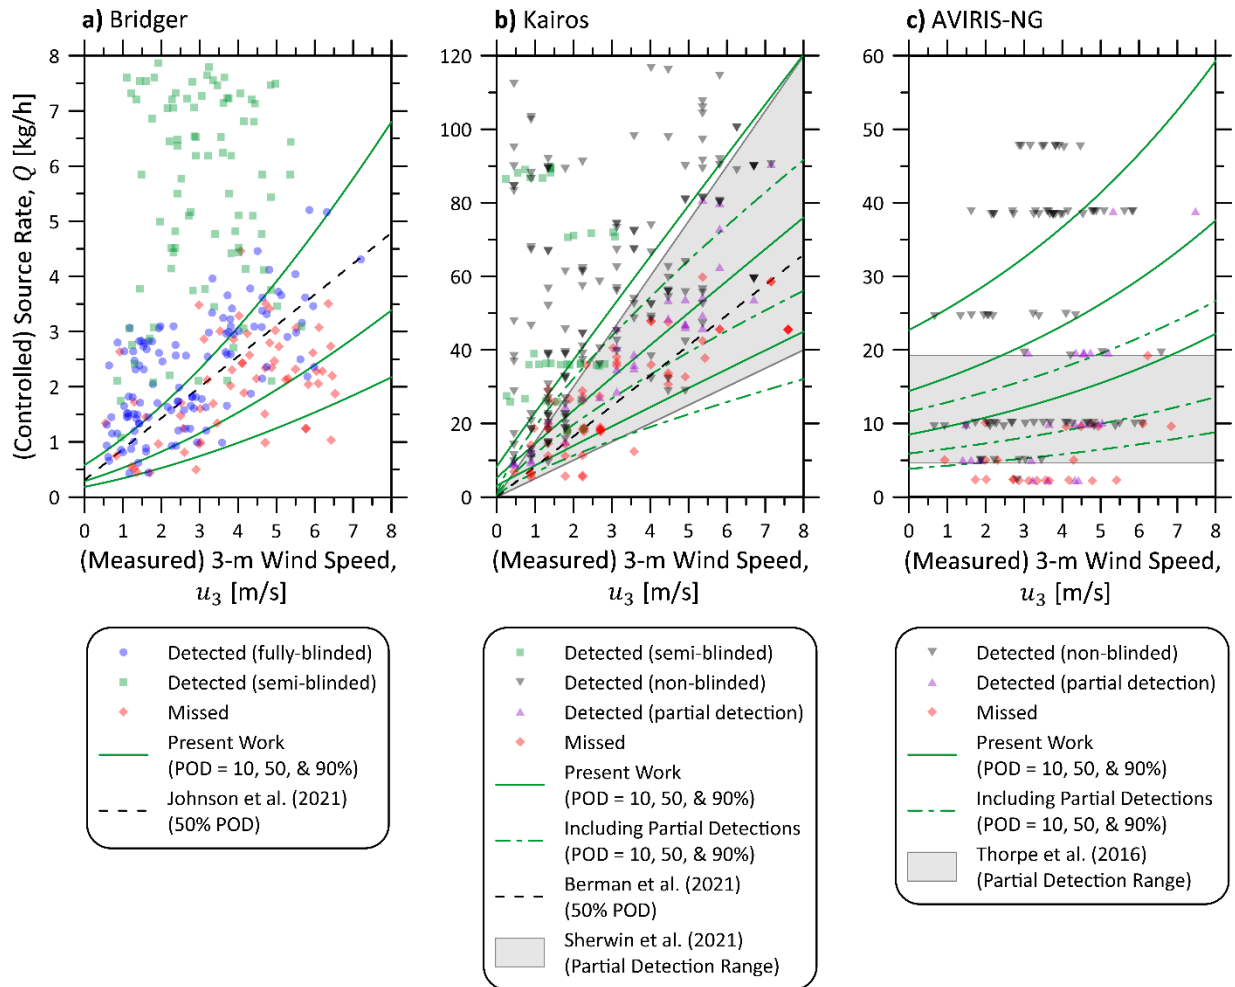 a) Bridger
b) Kairos
c) AVIRIS-NG
(Controlled) Source Rate, Q [kg/h]
8
7
6
5
4
3
2
1
0
0 1 2 3 4 5 6 7 8
(Measured) 3-m Wind Speed,
u₃ [m/s]
120
100
80
60
40
20
0
0 1 2 3 4 5 6 7 8
(Measured) 3-m Wind Speed,
u₃ [m/s]
60
50
40
30
20
10
0
0 2 4 6 8
(Measured) 3-m Wind Speed,
u₃ [m/s]
Detected (fully-blinded)
Detected (semi-blinded)
Missed
Present Work
(POD = 10, 50, & 90%)
Johnson et al. (2021)
(50% POD)
Detected (semi-blinded)
Detected (non-blinded)
Detected (partial detection)
Missed
Present Work
(POD = 10, 50, & 90%)
Including Partial Detections
(POD = 10, 50, & 90%)
Berman et al. (2021)
(50% POD)
Sherwin et al. (2021)
(Partial Detection Range)
Detected (non-blinded)
Detected (partial detection)
Missed
Present Work
(POD = 10, 50, & 90%)
Including Partial Detections
(POD = 10, 50, & 90%)
Thorpe et al. (2016)
(Partial Detection Range)